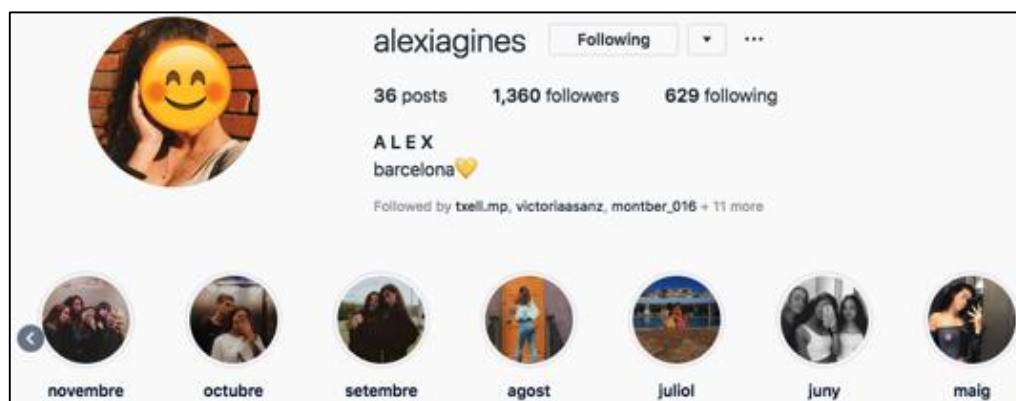 alexiagines Following
36 posts 1,360 followers 629 following
A L E X
barcelona💛
Followed by txell.mp, victoriaasanz, montber_016 + 11 more
novembre octubre setembre agost juliol juny maig